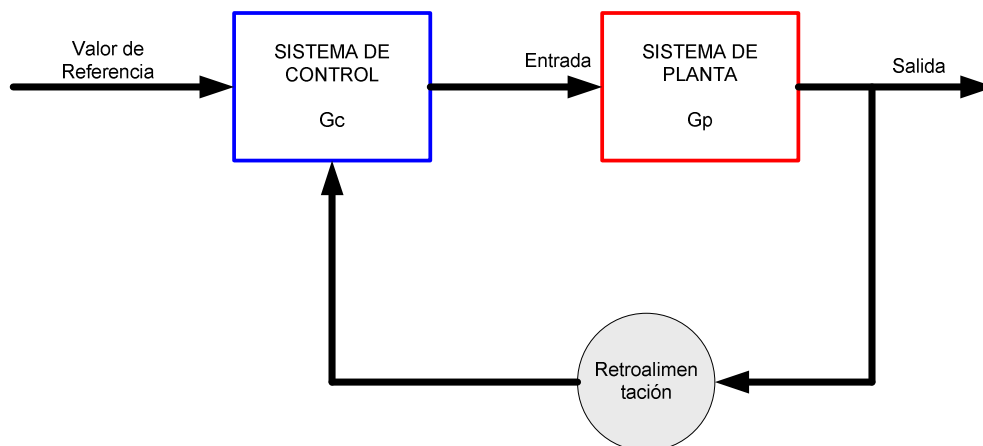 Valor de
Referencia
SISTEMA DE
CONTROL
Gc
Entrada
SISTEMA DE
PLANTA
Gp
Salida
Retroalimen
tación